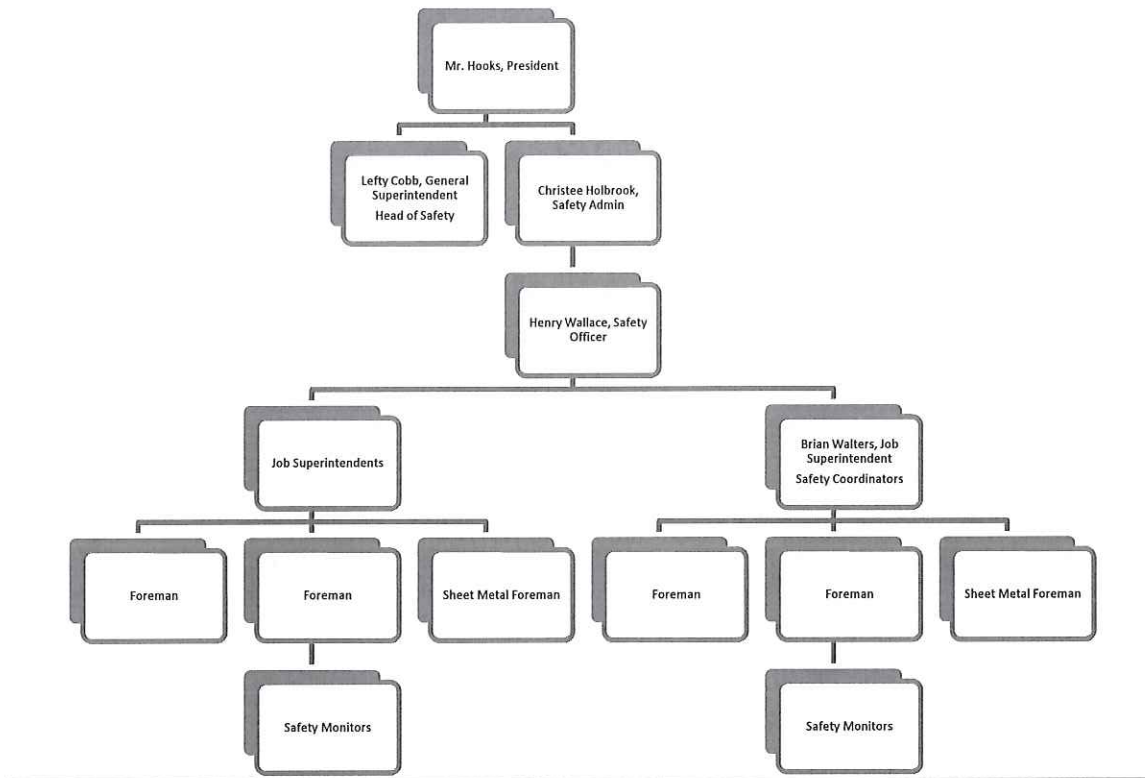 Mr. Hooks, President
Lefty Cobb, General
Superintendent
Head of Safety
Christee Holbrook,
Safety Admin
Henry Wallace, Safety
Officer
Job Superintendents
Brian Walters, Job
Superintendent
Safety Coordinators
Foreman
Foreman
Sheet Metal Foreman
Foreman
Foreman
Sheet Metal Foreman
Safety Monitors
Safety Monitors